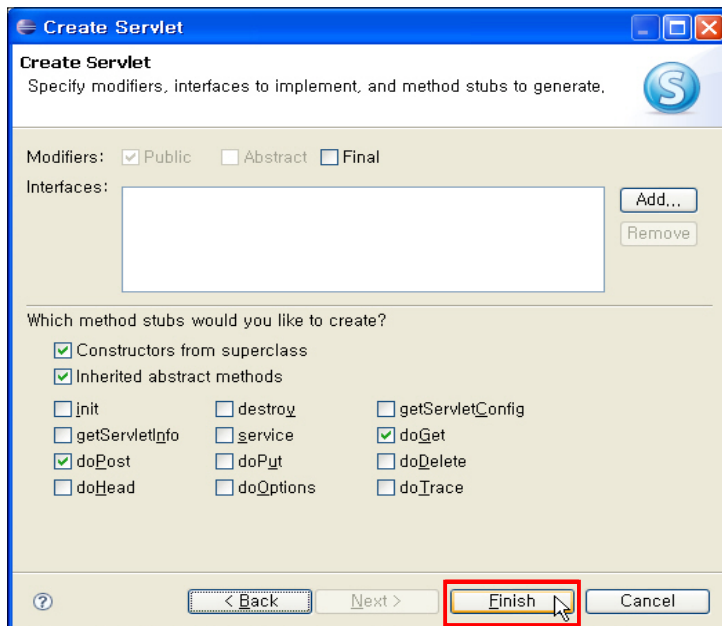 Create Servlet
Create Servlet
Specify modifiers, interfaces to implement, and method stubs to generate.
S
Modifiers: Public Abstract Final
Interfaces:
Add...
Remove
Which method stubs would you like to create?
Constructors from superclass
Inherited abstract methods
init destroy getServletConfig
getServletInfo service doGet
doPost doPut doDelete
doHead doOptions doTrace
? < Back Next > Finish Cancel